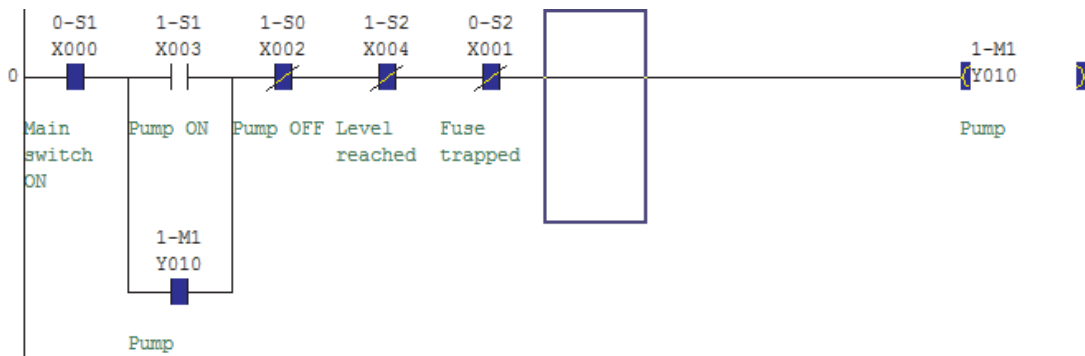 0-S1 1-S1 1-S0 1-S2 0-S2
X000 X003 X002 X004 X001 1-M1
0 Y010
Main Pump ON Pump OFF Level Fuse Pump
switch reached trapped
ON
1-M1
Y010
Pump